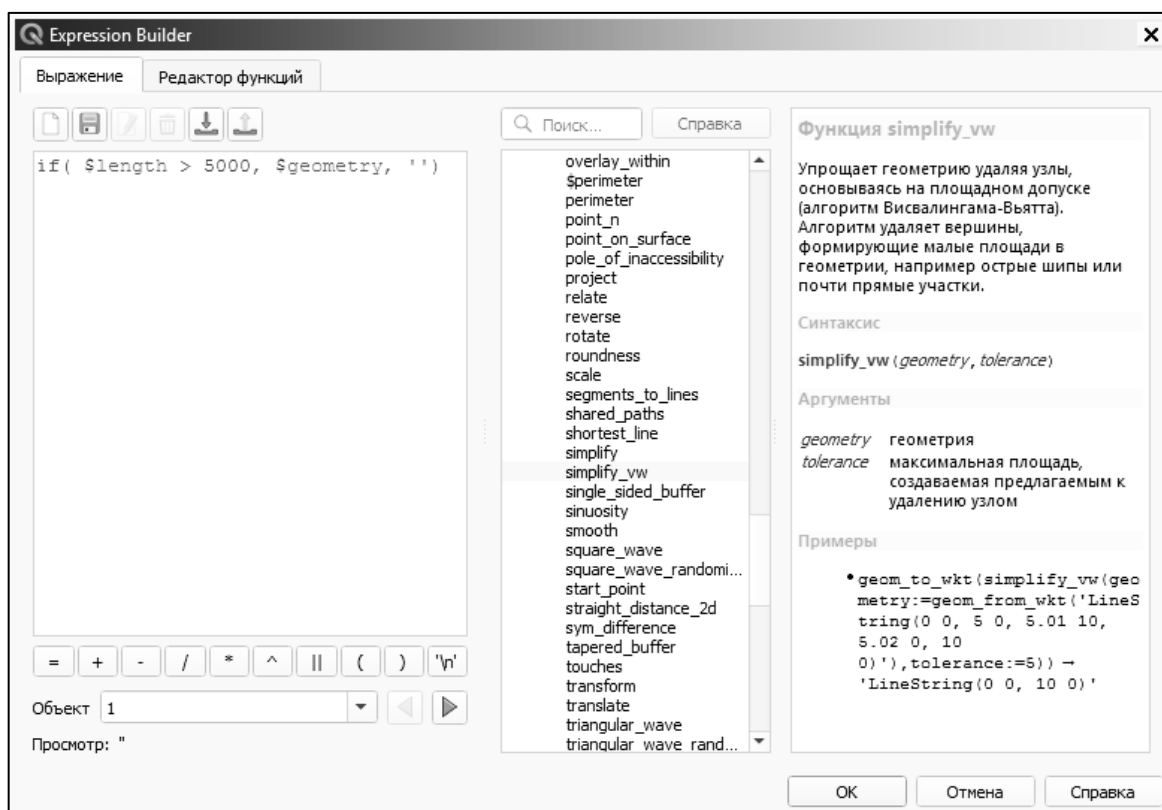 Expression Builder
Выражение
Редактор функций
if( $length > 5000, $geometry, '')
= + - / * ^ || ( ) '\n'
Объект 1
Просмотр: ''
Поиск...
Справка
overlay_within
$perimeter
perimeter
point_n
point_on_surface
pole_of_inaccessibility
project
relate
reverse
rotate
roundness
scale
segments_to_lines
shared_paths
shortest_line
simplify
simplify_vw
single_sided_buffer
sinuosity
smooth
square_wave
square_wave_randomi...
start_point
straight_distance_2d
sym_difference
tapered_buffer
touches
transform
translate
triangular_wave
triangular_wave_rand...
Функция simplify_vw
Упрощает геометрию удаляя узлы,
основываясь на площадном допуске
(алгоритм Висвалингама-Вьятта).
Алгоритм удаляет вершины,
формирующие малые площади в
геометрии, например острые шипы или
почти прямые участки.
Синтаксис
simplify_vw(geometry, tolerance)
Аргументы
geometry геометрия
tolerance максимальная площадь,
создаваемая предлагаемым к
удалению узлом
Примеры
• geom_to_wkt(simplify_vw(geo
metry:=geom_from_wkt('LineS
tring(0 0, 5 0, 5.01 10,
5.02 0, 10
0)'),tolerance:=5)) →
'LineString(0 0, 10 0)'
OK
Отмена
Справка